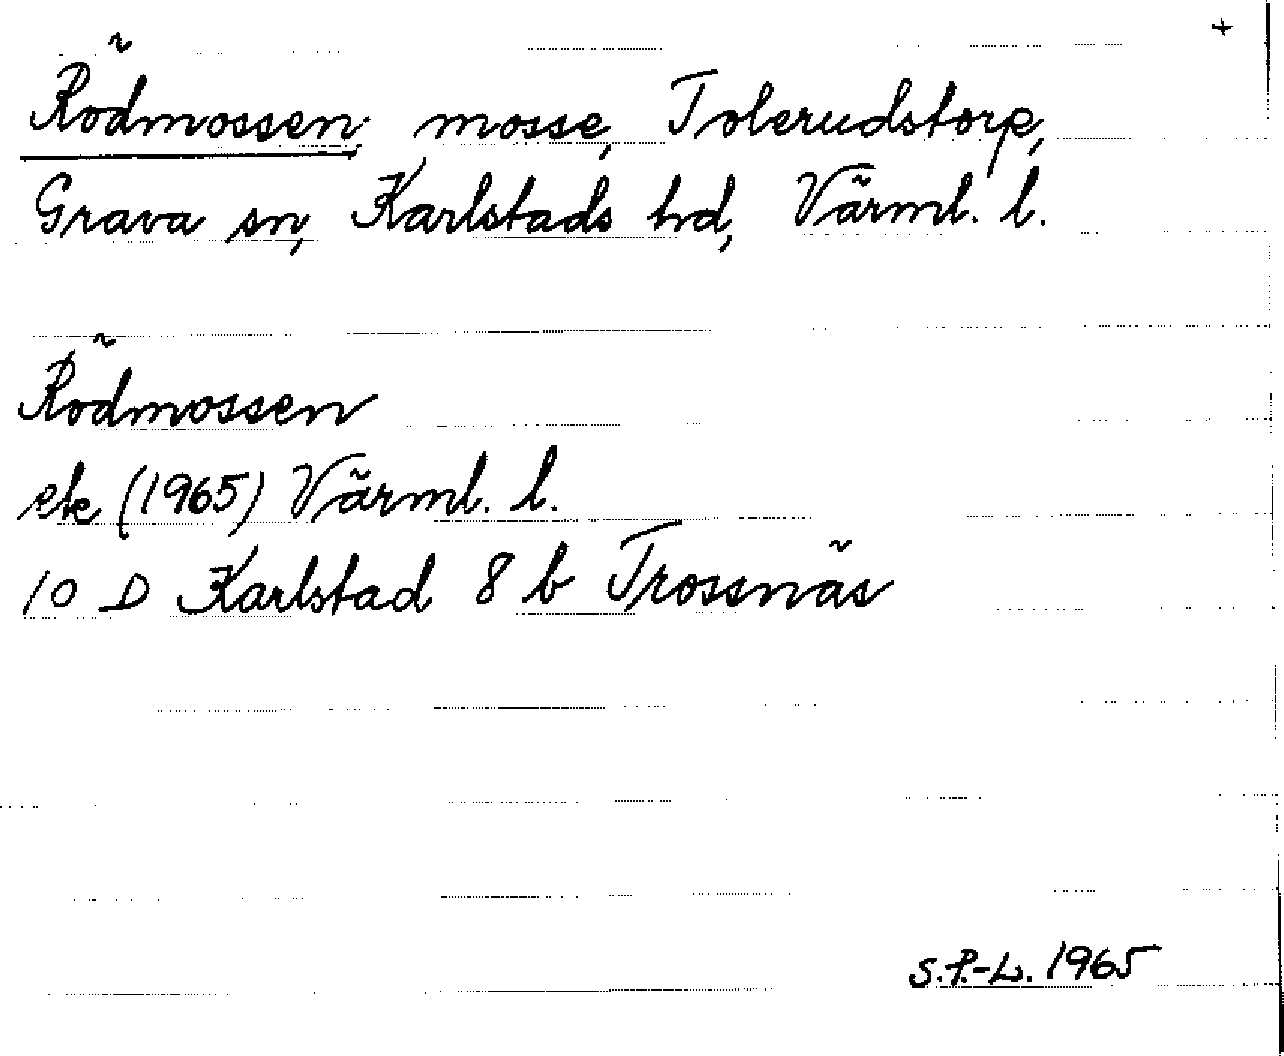 +
Rödmossen, mosse, Tolerudstorp,
Grava sn, Karlstads hd, Värml. l.
Rödmossen
ek (1965) Värml. l.
10 D Karlstad 8 b Trossnäs
S.P.-L. 1965